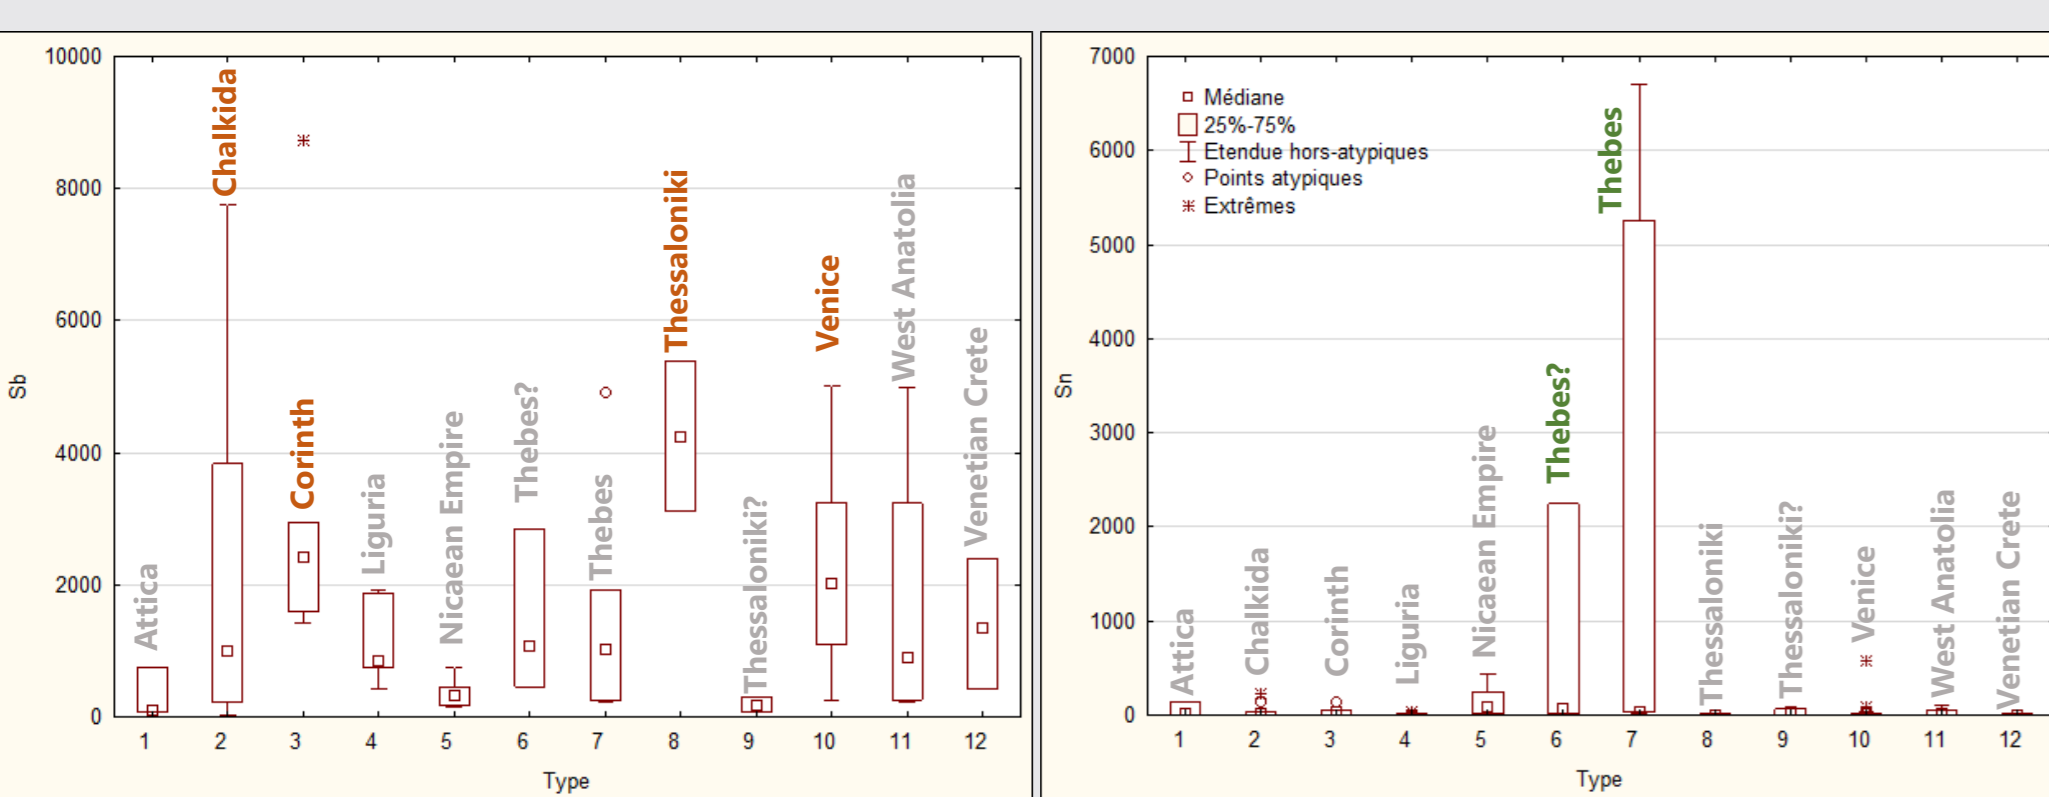 10000
8000
6000
4000
2000
0
Sb
Attica
Chalkida
Corinth
Liguria
Nicaean Empire
Thebes?
Thebes
Thessaloniki
Thessaloniki?
Venice
West Anatolia
Venetian Crete
1 2 3 4 5 6 7 8 9 10 11 12
Type
7000
6000
5000
4000
3000
2000
1000
0
Sn
Médiane
25%-75%
Etendue hors-atypiques
Points atypiques
Extrêmes
Attica
Chalkida
Corinth
Liguria
Nicaean Empire
Thebes?
Thebes
Thessaloniki
Thessaloniki?
Venice
West Anatolia
Venetian Crete
1 2 3 4 5 6 7 8 9 10 11 12
Type